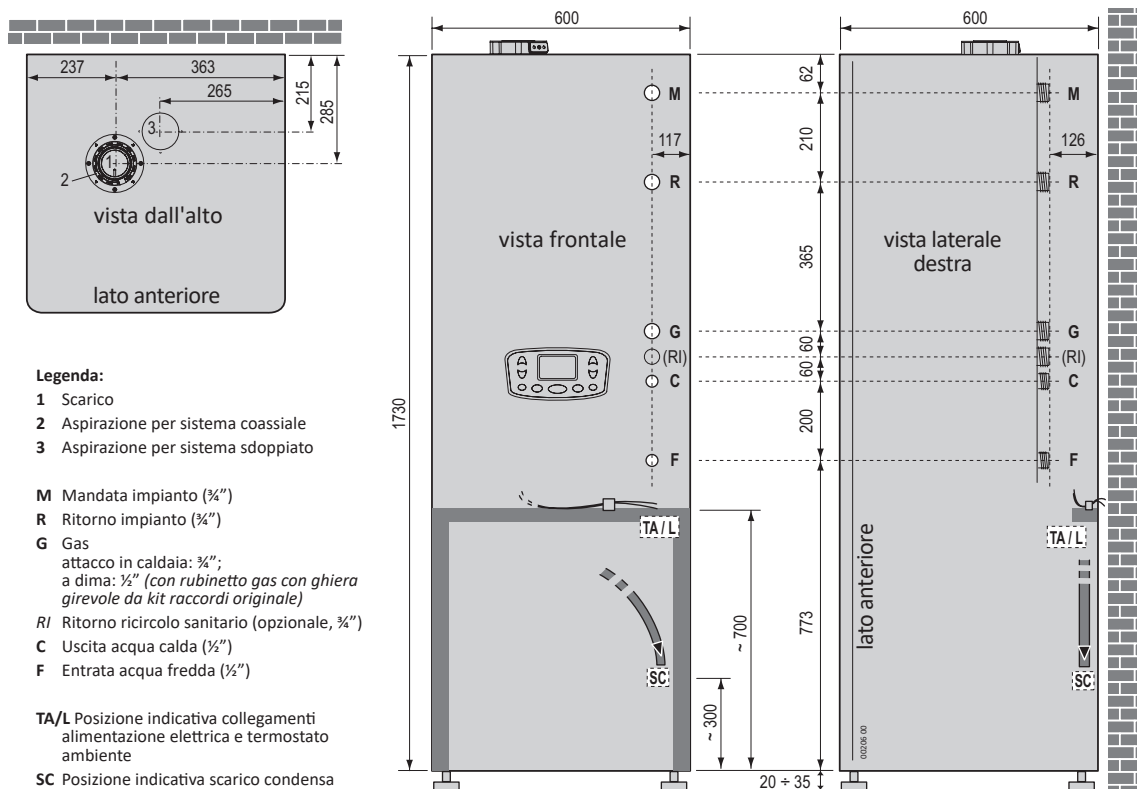 237
363
265
215
285
3
1
2
vista dall'alto
lato anteriore
Legenda:
1 Scarico
2 Aspirazione per sistema coassiale
3 Aspirazione per sistema sdoppiato
M Mandata impianto (¾”)
R Ritorno impianto (¾”)
G Gas
attacco in caldaia: ¾”;
a dima: ½” (con rubinetto gas con ghiera
girevole da kit raccordi originale)
RI Ritorno ricircolo sanitario (opzionale, ¾”)
C Uscita acqua calda (½”)
F Entrata acqua fredda (½”)
TA/L Posizione indicativa collegamenti
alimentazione elettrica e termostato
ambiente
SC Posizione indicativa scarico condensa
600
1730
M
117
R
vista frontale
G
(RI)
C
F
TA / L
SC
~ 700
~ 300
62
210
365
60
60
200
773
20 ÷ 35
600
M
126
R
vista laterale
destra
G
(RI)
C
F
TA / L
lato anteriore
SC
00206 00